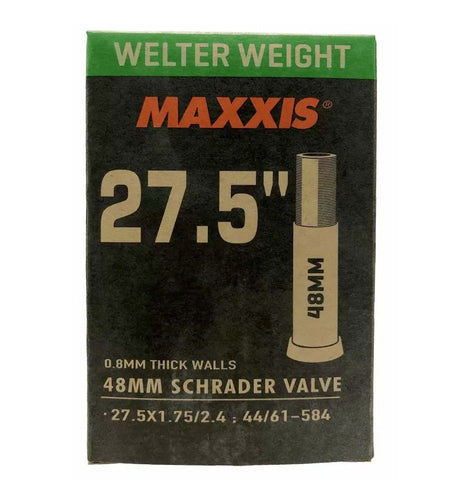 WELTER WEIGHT
MAXXIS®
27.5"
48MM
0.8MM THICK WALLS
48MM SCHRADER VALVE
· 27.5X1.75/2.4 ; 44/61-584